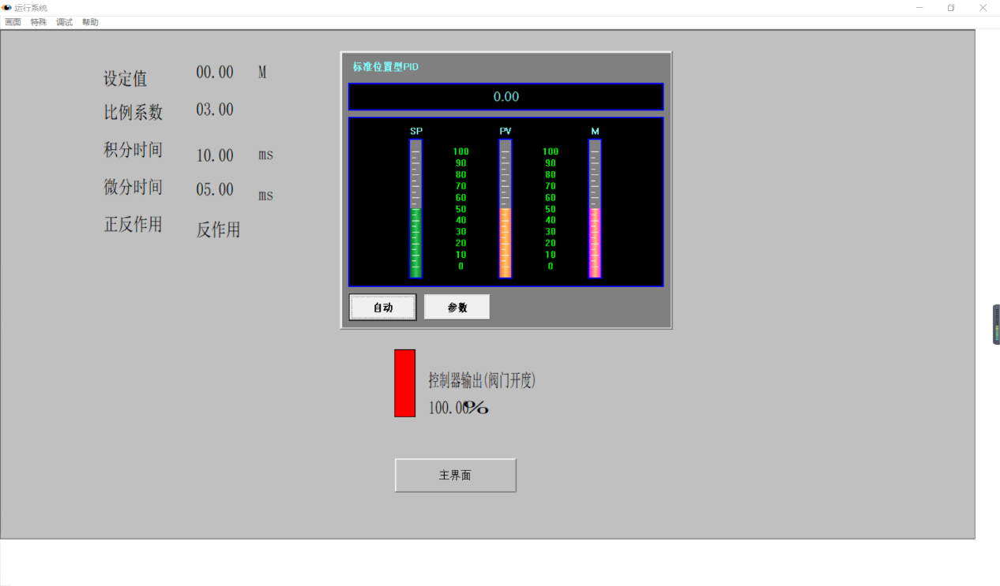 运行系统
画面 特殊 调试 帮助
设定值 00.00 M
比例系数 03.00
积分时间 10.00 ms
微分时间 05.00 ms
正反作用 反作用
标准位置型PID
0.00
SP PV M
100 100
90 90
80 80
70 70
60 60
50 50
40 40
30 30
20 20
10 10
0 0
自动 参数
控制器输出(阀门开度)
100.00%
主界面